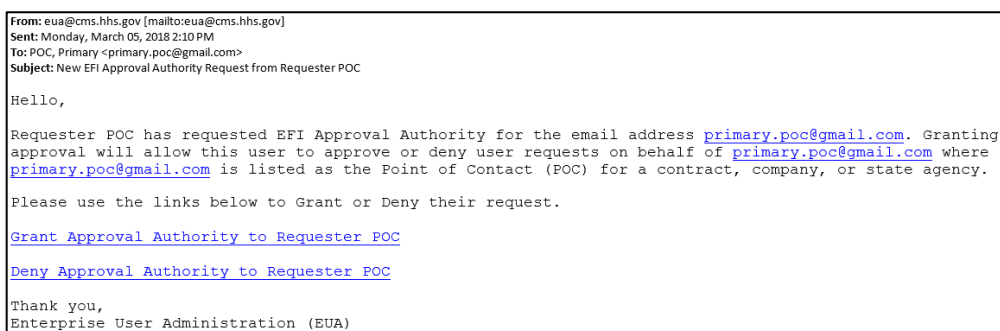 From: eua@cms.hhs.gov [mailto:eua@cms.hhs.gov]
Sent: Monday, March 05, 2018 2:10 PM
To: POC, Primary <primary.poc@gmail.com>
Subject: New EFI Approval Authority Request from Requester POC
Hello,
Requester POC has requested EFI Approval Authority for the email address primary.poc@gmail.com. Granting
approval will allow this user to approve or deny user requests on behalf of primary.poc@gmail.com where
primary.poc@gmail.com is listed as the Point of Contact (POC) for a contract, company, or state agency.
Please use the links below to Grant or Deny their request.
Grant Approval Authority to Requester POC
Deny Approval Authority to Requester POC
Thank you,
Enterprise User Administration (EUA)